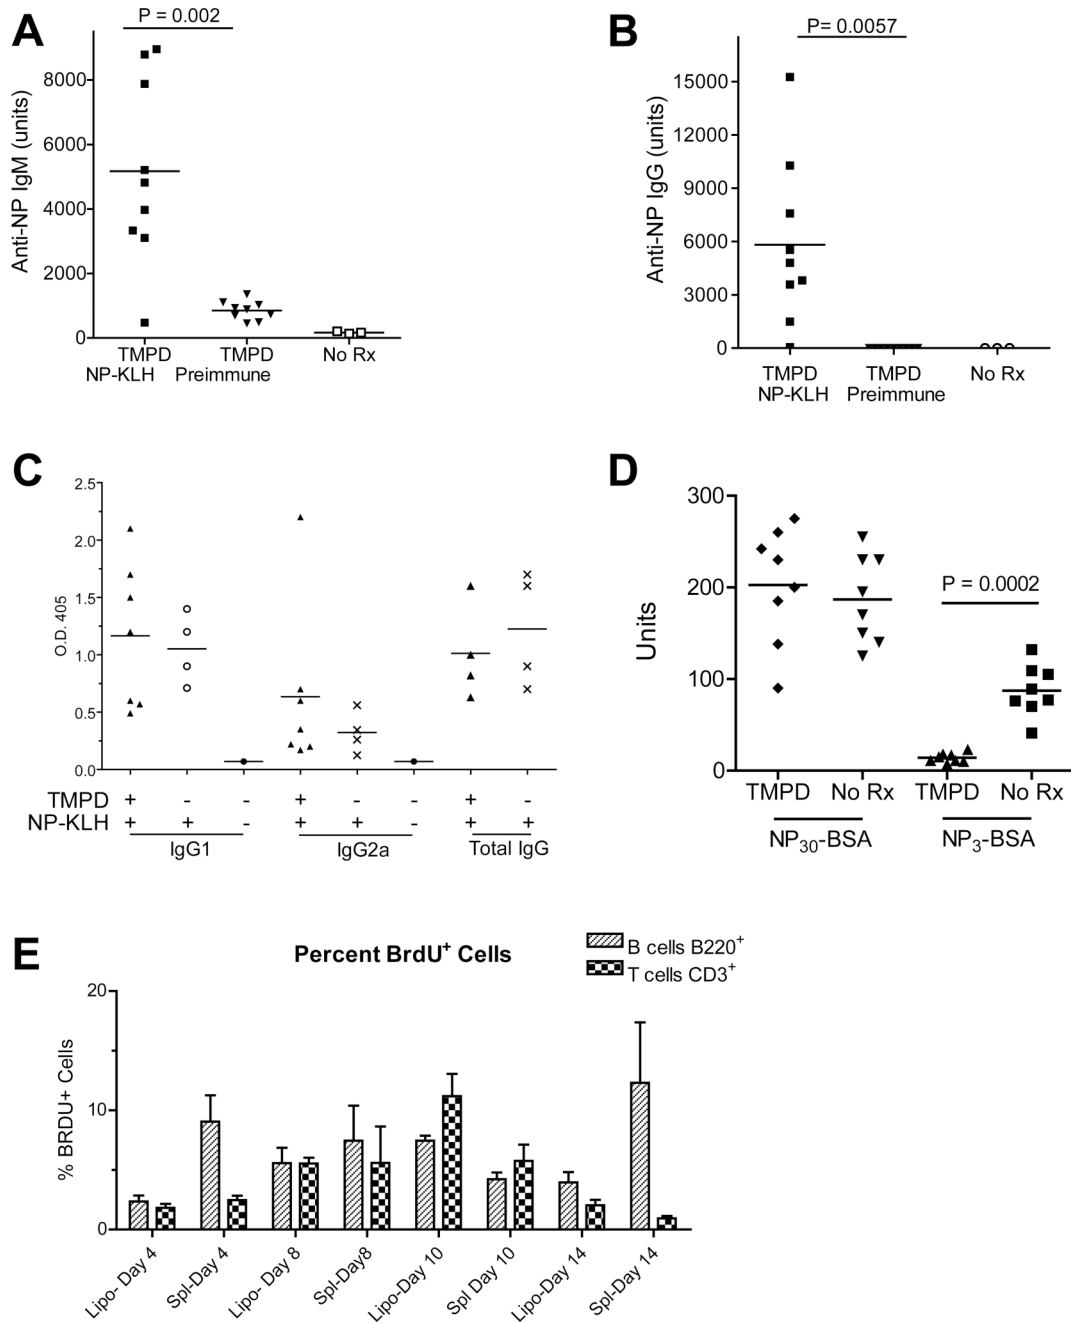 A
P = 0.002
Anti-NP IgM (units)
8000
6000
4000
2000
0
TMPD TMPD No Rx
NP-KLH Preimmune
B
P= 0.0057
Anti-NP IgG (units)
15000
12000
9000
6000
3000
0
TMPD TMPD No Rx
NP-KLH Preimmune
C
O.D. 405
2.5
2.0
1.5
1.0
0.5
0.0
TMPD + - - + - - + -
NP-KLH + + - + + - + +
IgG1 IgG2a Total IgG
D
Units
300
200
100
0
P = 0.0002
TMPD No Rx TMPD No Rx
NP30-BSA NP3-BSA
E
Percent BrdU+ Cells
B cells B220+
T cells CD3+
% BRDU+ Cells
20
10
0
Lipo- Day 4
Spl-Day 4
Lipo- Day 8
Spl-Day8
Lipo-Day 10
Spl Day 10
Lipo-Day 14
Spl-Day 14